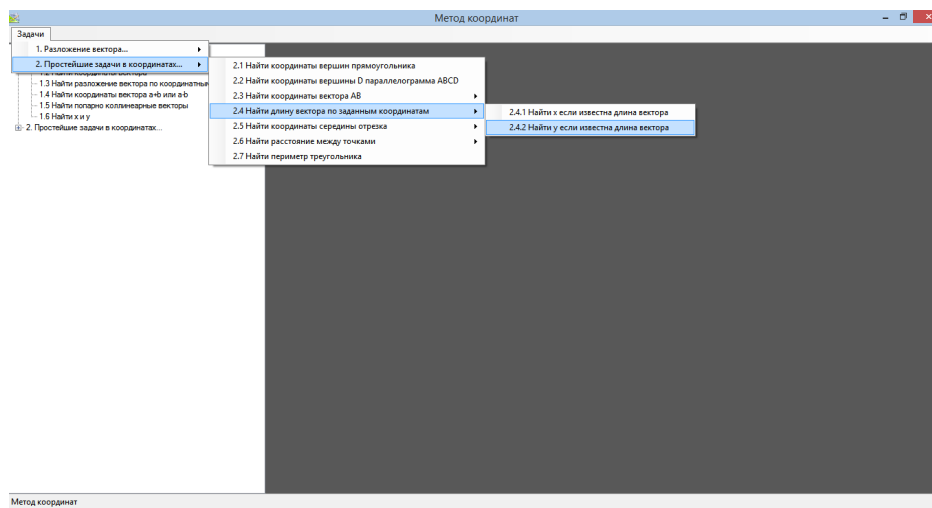 Метод координат
Задачи
1. Разложение вектора...
2. Простейшие задачи в координатах...
1.2 Найти координаты вектора
1.3 Найти разложение вектора по координатным
1.4 Найти координаты вектора a+b или a-b
1.5 Найти попарно коллинеарные векторы
1.6 Найти x и y
2. Простейшие задачи в координатах...
2.1 Найти координаты вершин прямоугольника
2.2 Найти координаты вершины D параллелограмма ABCD
2.3 Найти координаты вектора AB
2.4 Найти длину вектора по заданным координатам
2.5 Найти координаты середины отрезка
2.6 Найти расстояние между точками
2.7 Найти периметр треугольника
2.4.1 Найти x если известна длина вектора
2.4.2 Найти y если известна длина вектора
Метод координат